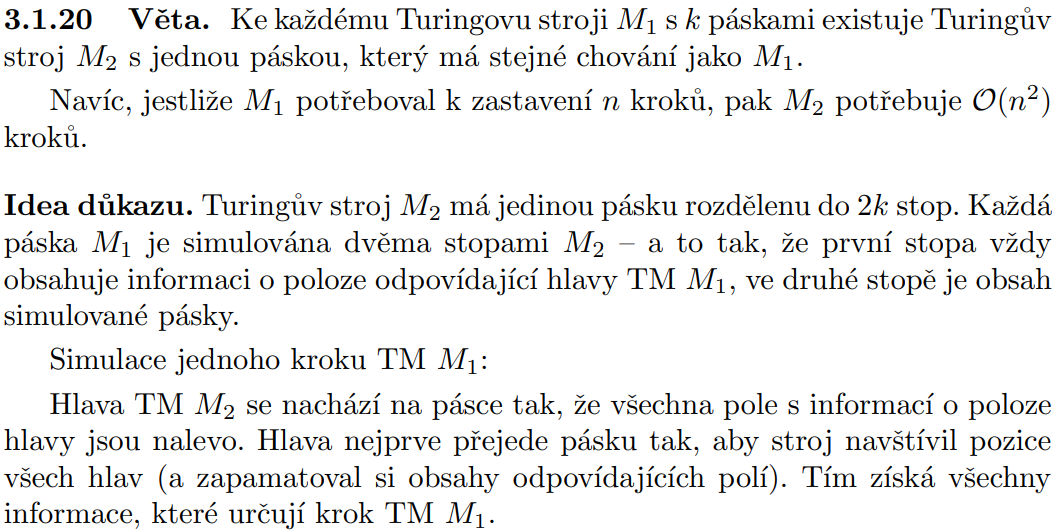 3.1.20 Věta. Ke každému Turingovu stroji M₁ s k páskami existuje Turingův
stroj M₂ s jednou páskou, který má stejné chování jako M₁.
Navíc, jestliže M₁ potřeboval k zastavení n kroků, pak M₂ potřebuje 𝒪(n²)
kroků.
Idea důkazu. Turingův stroj M₂ má jedinou pásku rozdělenu do 2k stop. Každá
páska M₁ je simulována dvěma stopami M₂ – a to tak, že první stopa vždy
obsahuje informaci o poloze odpovídající hlavy TM M₁, ve druhé stopě je obsah
simulované pásky.
Simulace jednoho kroku TM M₁:
Hlava TM M₂ se nachází na pásce tak, že všechna pole s informací o poloze
hlavy jsou nalevo. Hlava nejprve přejede pásku tak, aby stroj navštívil pozice
všech hlav (a zapamatoval si obsahy odpovídajících polí). Tím získá všechny
informace, které určují krok TM M₁.